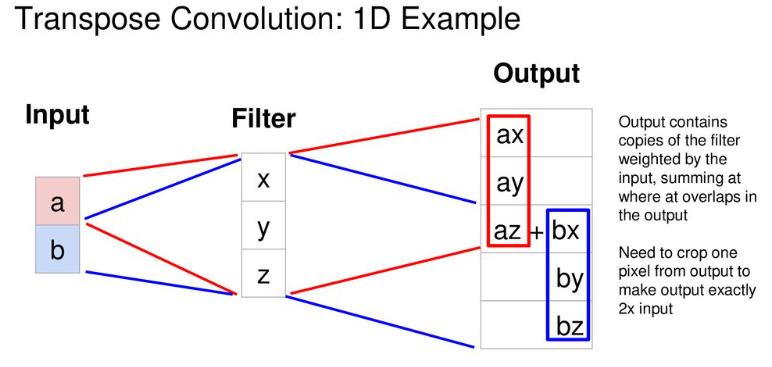 Transpose Convolution: 1D Example
Input
Filter
Output
a
b
x
y
z
ax
ay
az + bx
by
bz
Output contains
copies of the filter
weighted by the
input, summing at
where at overlaps in
the output
Need to crop one
pixel from output to
make output exactly
2x input